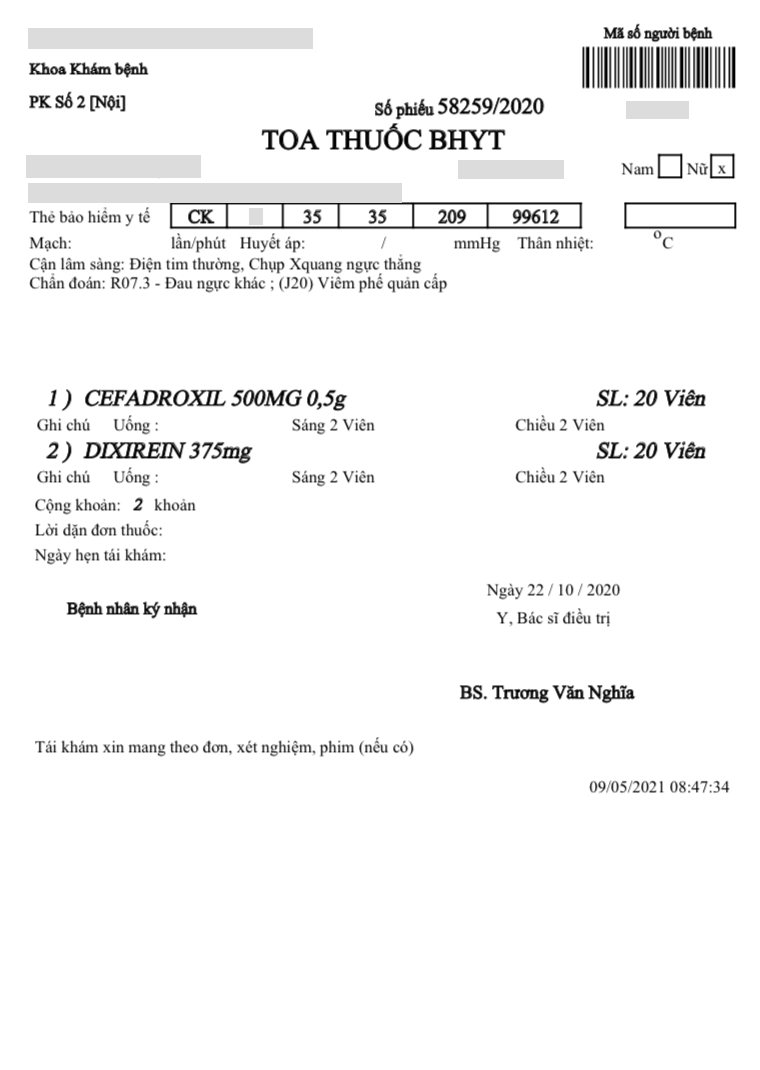 Mã số người bệnh
Khoa Khám bệnh
PK Số 2 [Nội]
Số phiếu 58259/2020
TOA THUỐC BHYT
Nam Nữ x
Thẻ bảo hiểm y tế CK 35 35 209 99612
Mạch: lần/phút Huyết áp: / mmHg Thân nhiệt: °C
Cận lâm sàng: Điện tim thường, Chụp Xquang ngực thẳng
Chẩn đoán: R07.3 - Đau ngực khác ; (J20) Viêm phế quản cấp
1 ) CEFADROXIL 500MG 0,5g SL: 20 Viên
Ghi chú Uống : Sáng 2 Viên Chiều 2 Viên
2 ) DIXIREIN 375mg SL: 20 Viên
Ghi chú Uống : Sáng 2 Viên Chiều 2 Viên
Cộng khoản: 2 khoản
Lời dặn đơn thuốc:
Ngày hẹn tái khám:
Ngày 22 / 10 / 2020
Bệnh nhân ký nhận
Y, Bác sĩ điều trị
BS. Trương Văn Nghĩa
Tái khám xin mang theo đơn, xét nghiệm, phim (nếu có)
09/05/2021 08:47:34